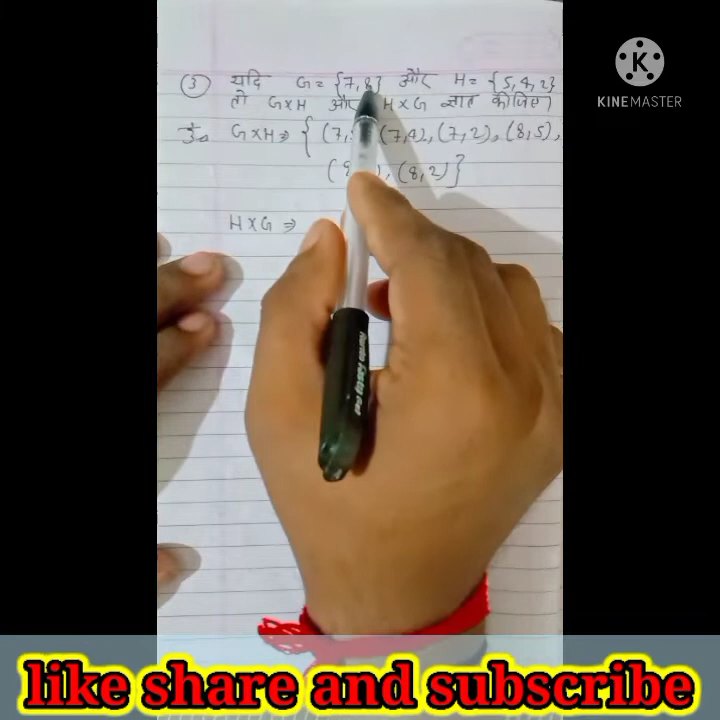 KINEMASTER
③ यदि G = {7,8} और H = {5,4,2}
तो G×H और H×G ज्ञात कीजिए।
उ० G×H ⇒ { (7, (7,4), (7,2), (8,5),
(8 ), (8,2)}
H×G ⇒
like share and subscribe